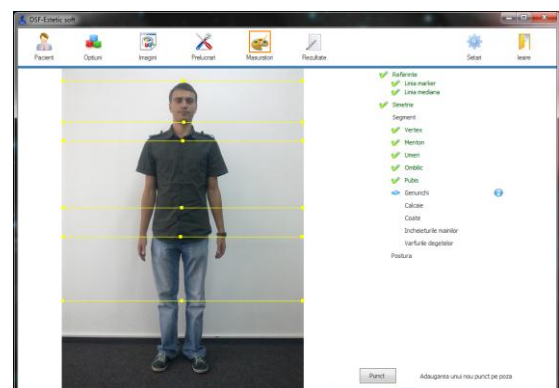 DSF-Estetic soft
Pacient Optiuni Imagini Prelucrari Masuratori Rezultate Setari Iesire
Referinte
Linia marker
Linia mediana
Simetrie
Segment
Vertex
Menton
Umeri
Ombilic
Pubis
Genunchi
Calcaie
Coate
Incheieturile mainilor
Varfurile degetelor
Postura
Punct Adaugarea unui nou punct pe poza